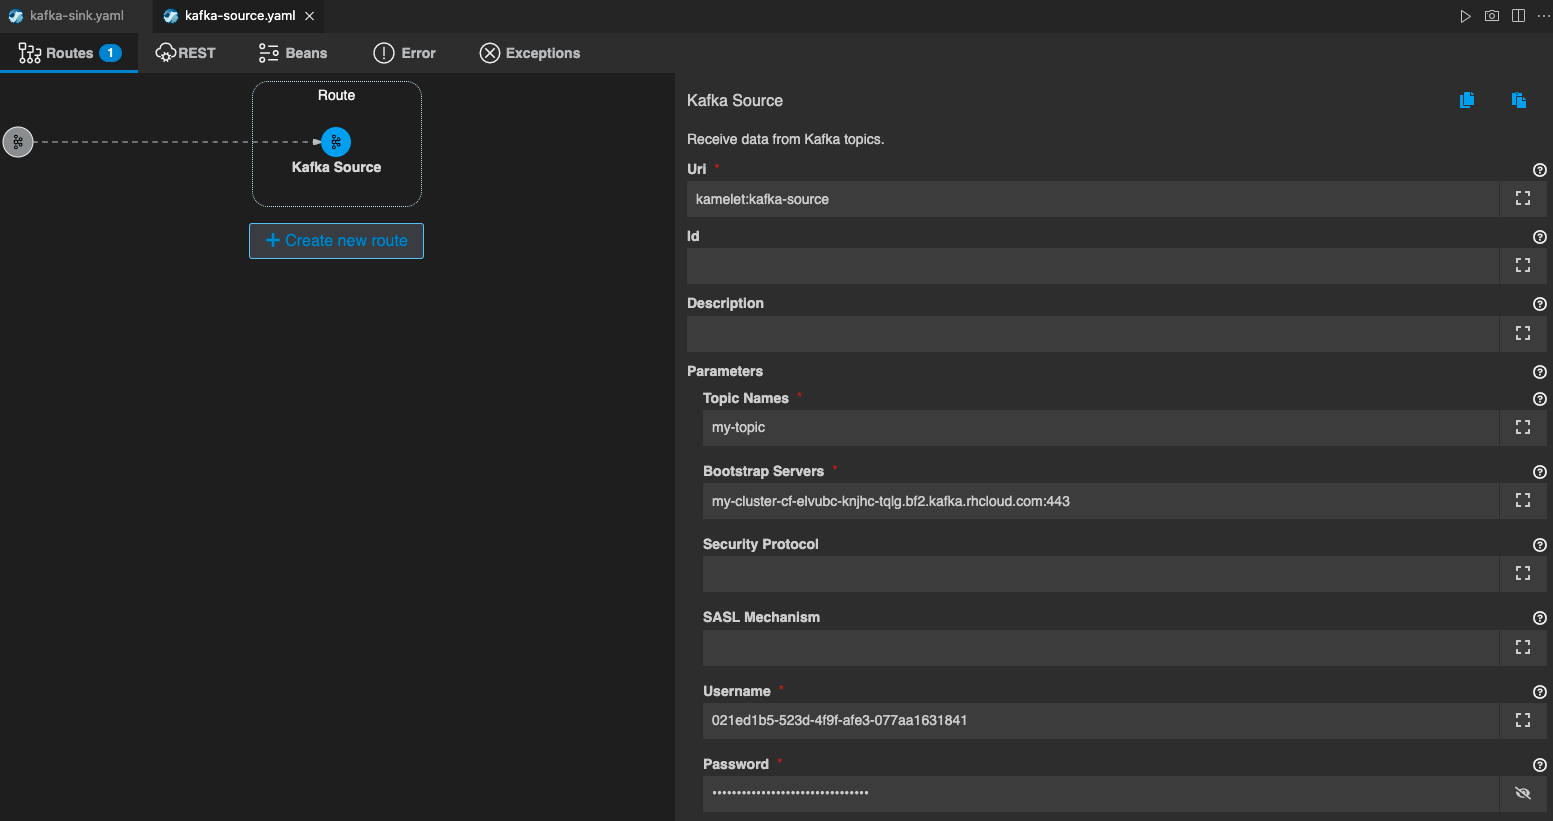 kafka-sink.yaml
kafka-source.yaml
Routes 1
REST
Beans
Error
Exceptions
Route
Kafka Source
Create new route
Kafka Source
Receive data from Kafka topics.
Uri *
kamelet:kafka-source
Id
Description
Parameters
Topic Names *
my-topic
Bootstrap Servers *
my-cluster-cf-elvubc-knjhc-tqlg.bf2.kafka.rhcloud.com:443
Security Protocol
SASL Mechanism
Username *
021ed1b5-523d-4f9f-afe3-077aa1631841
Password *
••••••••••••••••••••••••••••••••